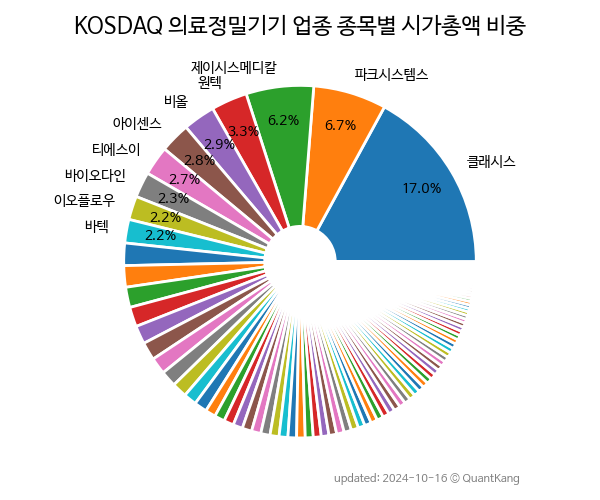 KOSDAQ 의료정밀기기 업종 종목별 시가총액 비중
제이시스메디칼
파크시스템스
원텍
비올
아이센스
티에스이
클래시스
바이오다인
이오플로우
바텍
6.2%
6.7%
3.3%
2.9%
2.8%
2.7%
17.0%
2.3%
2.2%
2.2%
updated: 2024-10-16 © QuantKang